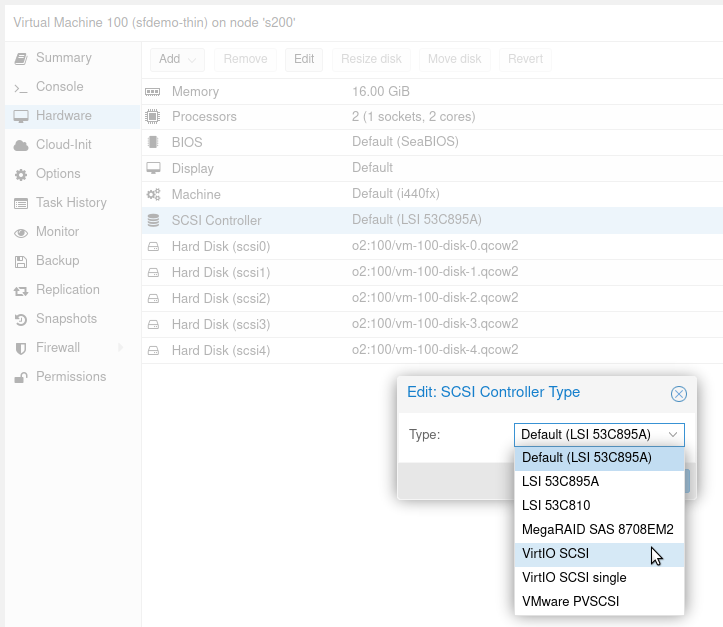 Virtual Machine 100 (sfdemo-thin) on node 's200'
Summary
Console
Hardware
Cloud-Init
Options
Task History
Monitor
Backup
Replication
Snapshots
Firewall
Permissions
Add Remove Edit Resize disk Move disk Revert
Memory 16.00 GiB
Processors 2 (1 sockets, 2 cores)
BIOS Default (SeaBIOS)
Display Default
Machine Default (i440fx)
SCSI Controller Default (LSI 53C895A)
Hard Disk (scsi0) o2:100/vm-100-disk-0.qcow2
Hard Disk (scsi1) o2:100/vm-100-disk-1.qcow2
Hard Disk (scsi2) o2:100/vm-100-disk-2.qcow2
Hard Disk (scsi3) o2:100/vm-100-disk-3.qcow2
Hard Disk (scsi4) o2:100/vm-100-disk-4.qcow2
Edit: SCSI Controller Type
Type: Default (LSI 53C895A)
Default (LSI 53C895A)
LSI 53C895A
LSI 53C810
MegaRAID SAS 8708EM2
VirtIO SCSI
VirtIO SCSI single
VMware PVSCSI